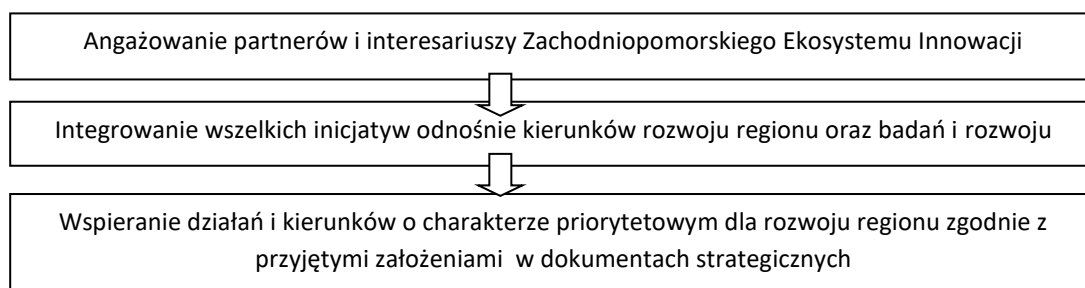 Angażowanie partnerów i interesariuszy Zachodniopomorskiego Ekosystemu Innowacji
Integrowanie wszelkich inicjatyw odnośnie kierunków rozwoju regionu oraz badań i rozwoju
Wspieranie działań i kierunków o charakterze priorytetowym dla rozwoju regionu zgodnie z
przyjętymi założeniami w dokumentach strategicznych